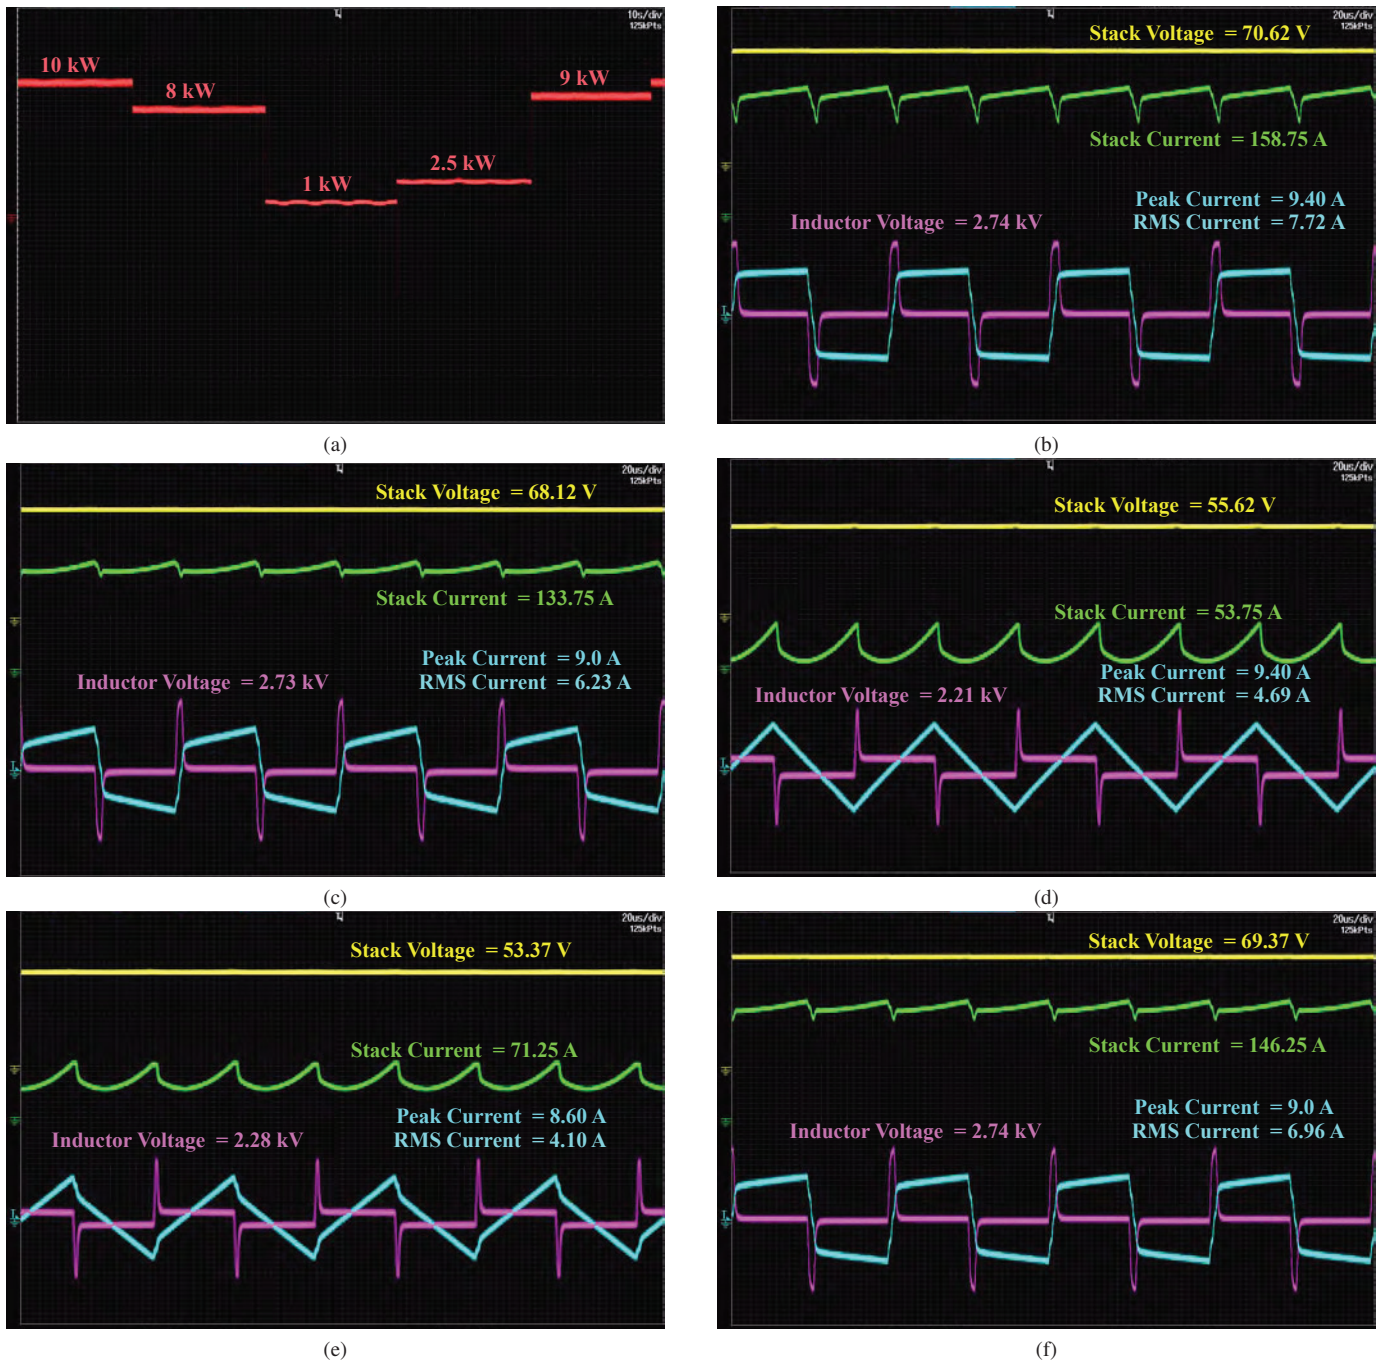 10s/div
125kPts
10 kW
8 kW
9 kW
2.5 kW
1 kW
(a)
20us/div
125kPts
Stack Voltage = 70.62 V
Stack Current = 158.75 A
Peak Current = 9.40 A
Inductor Voltage = 2.74 kV
RMS Current = 7.72 A
(b)
20us/div
125kPts
Stack Voltage = 68.12 V
Stack Current = 133.75 A
Peak Current = 9.0 A
Inductor Voltage = 2.73 kV
RMS Current = 6.23 A
(c)
20us/div
125kPts
Stack Voltage = 55.62 V
Stack Current = 53.75 A
Peak Current = 9.40 A
Inductor Voltage = 2.21 kV
RMS Current = 4.69 A
(d)
20us/div
125kPts
Stack Voltage = 53.37 V
Stack Current = 71.25 A
Peak Current = 8.60 A
Inductor Voltage = 2.28 kV
RMS Current = 4.10 A
(e)
20us/div
125kPts
Stack Voltage = 69.37 V
Stack Current = 146.25 A
Peak Current = 9.0 A
Inductor Voltage = 2.74 kV
RMS Current = 6.96 A
(f)